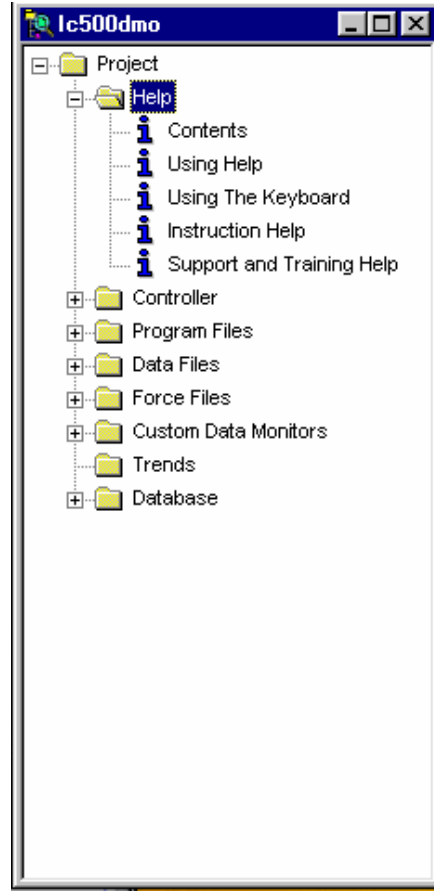 lc500dmo
Project
Help
Contents
Using Help
Using The Keyboard
Instruction Help
Support and Training Help
Controller
Program Files
Data Files
Force Files
Custom Data Monitors
Trends
Database